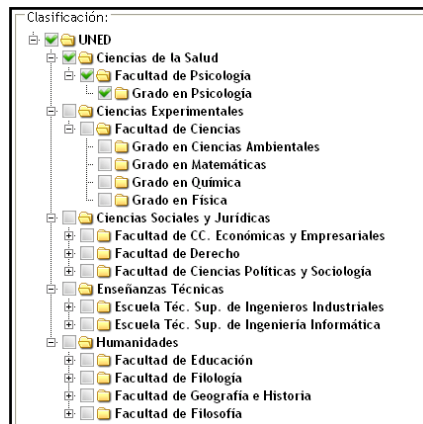 Clasificación:
UNED
Ciencias de la Salud
Facultad de Psicología
Grado en Psicología
Ciencias Experimentales
Facultad de Ciencias
Grado en Ciencias Ambientales
Grado en Matemáticas
Grado en Química
Grado en Física
Ciencias Sociales y Jurídicas
Facultad de CC. Económicas y Empresariales
Facultad de Derecho
Facultad de Ciencias Políticas y Sociología
Enseñanzas Técnicas
Escuela Téc. Sup. de Ingenieros Industriales
Escuela Téc. Sup. de Ingeniería Informática
Humanidades
Facultad de Educación
Facultad de Filología
Facultad de Geografía e Historia
Facultad de Filosofía